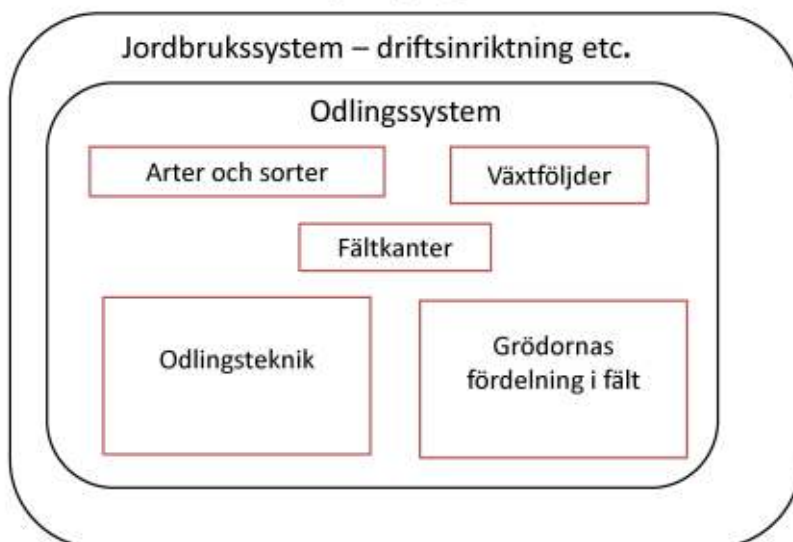 Jordbrukssystem – driftsinriktning etc.
Odlingssystem
Arter och sorter
Växtföljder
Fältkanter
Odlingsteknik
Grödornas
fördelning i fält